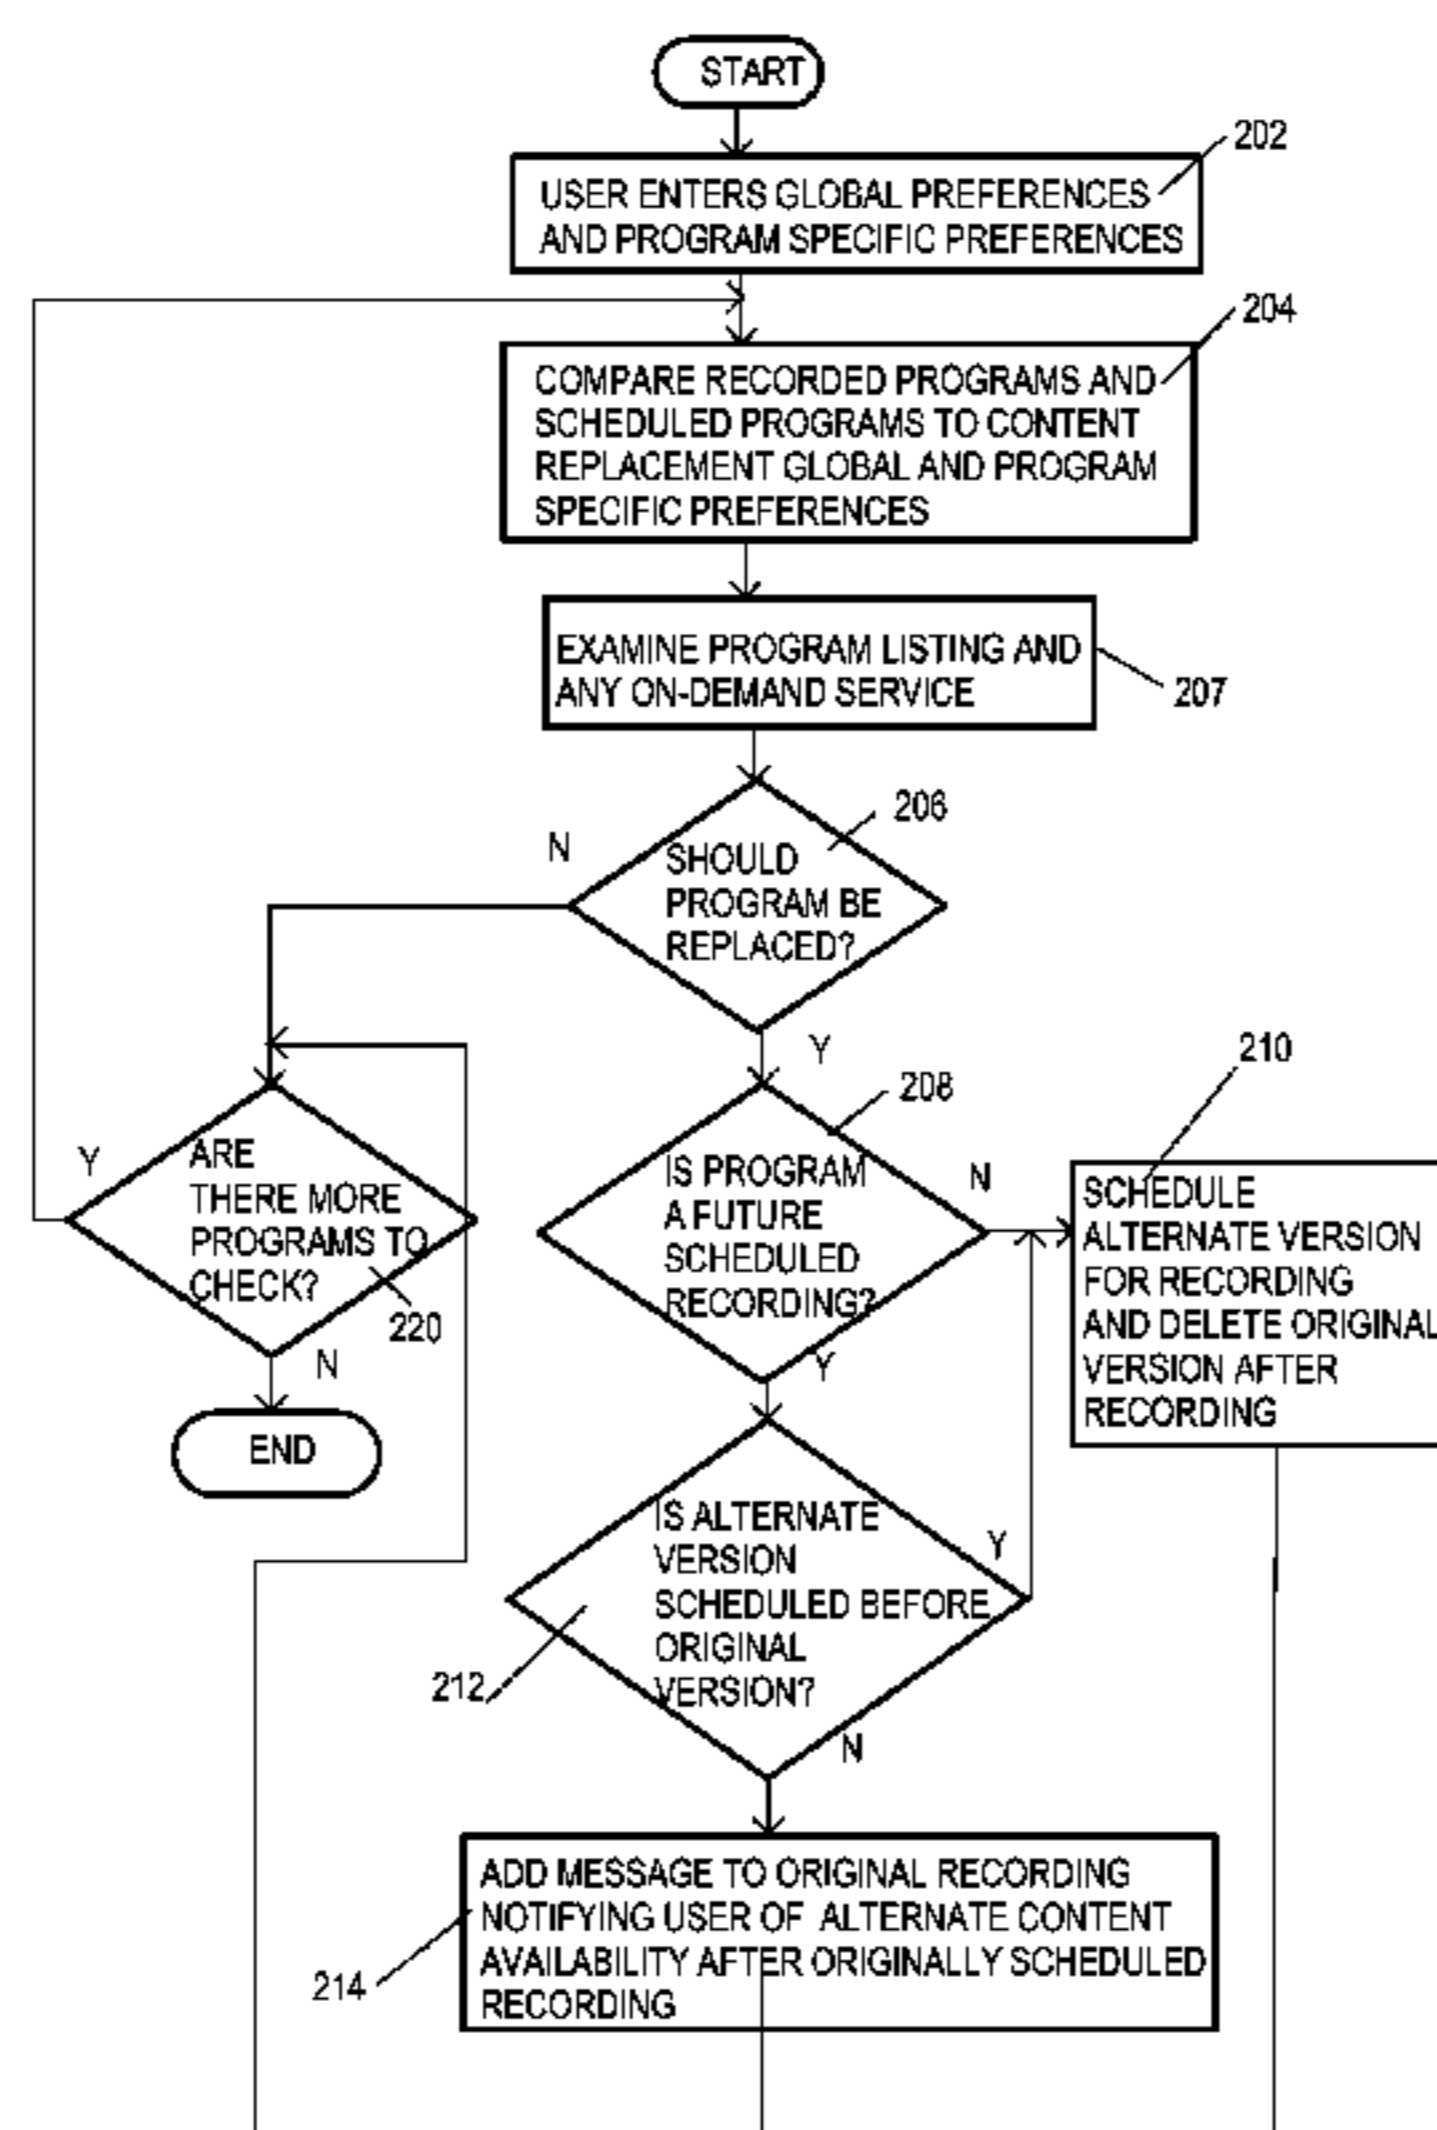 START
202
USER ENTERS GLOBAL PREFERENCES
AND PROGRAM SPECIFIC PREFERENCES
204
COMPARE RECORDED PROGRAMS AND
SCHEDULED PROGRAMS TO CONTENT
REPLACEMENT GLOBAL AND PROGRAM
SPECIFIC PREFERENCES
EXAMINE PROGRAM LISTING AND
ANY ON-DEMAND SERVICE
207
206
N
SHOULD
PROGRAM BE
REPLACED?
Y
208
210
Y
ARE
THERE MORE
PROGRAMS TO
CHECK?
220
N
END
IS PROGRAM
A FUTURE
SCHEDULED
RECORDING?
N
Y
SCHEDULE
ALTERNATE VERSION
FOR RECORDING
AND DELETE ORIGINAL
VERSION AFTER
RECORDING
IS ALTERNATE
VERSION
SCHEDULED BEFORE
ORIGINAL
VERSION?
Y
212
N
ADD MESSAGE TO ORIGINAL RECORDING
NOTIFYING USER OF ALTERNATE CONTENT
AVAILABILITY AFTER ORIGINALLY SCHEDULED
RECORDING
214